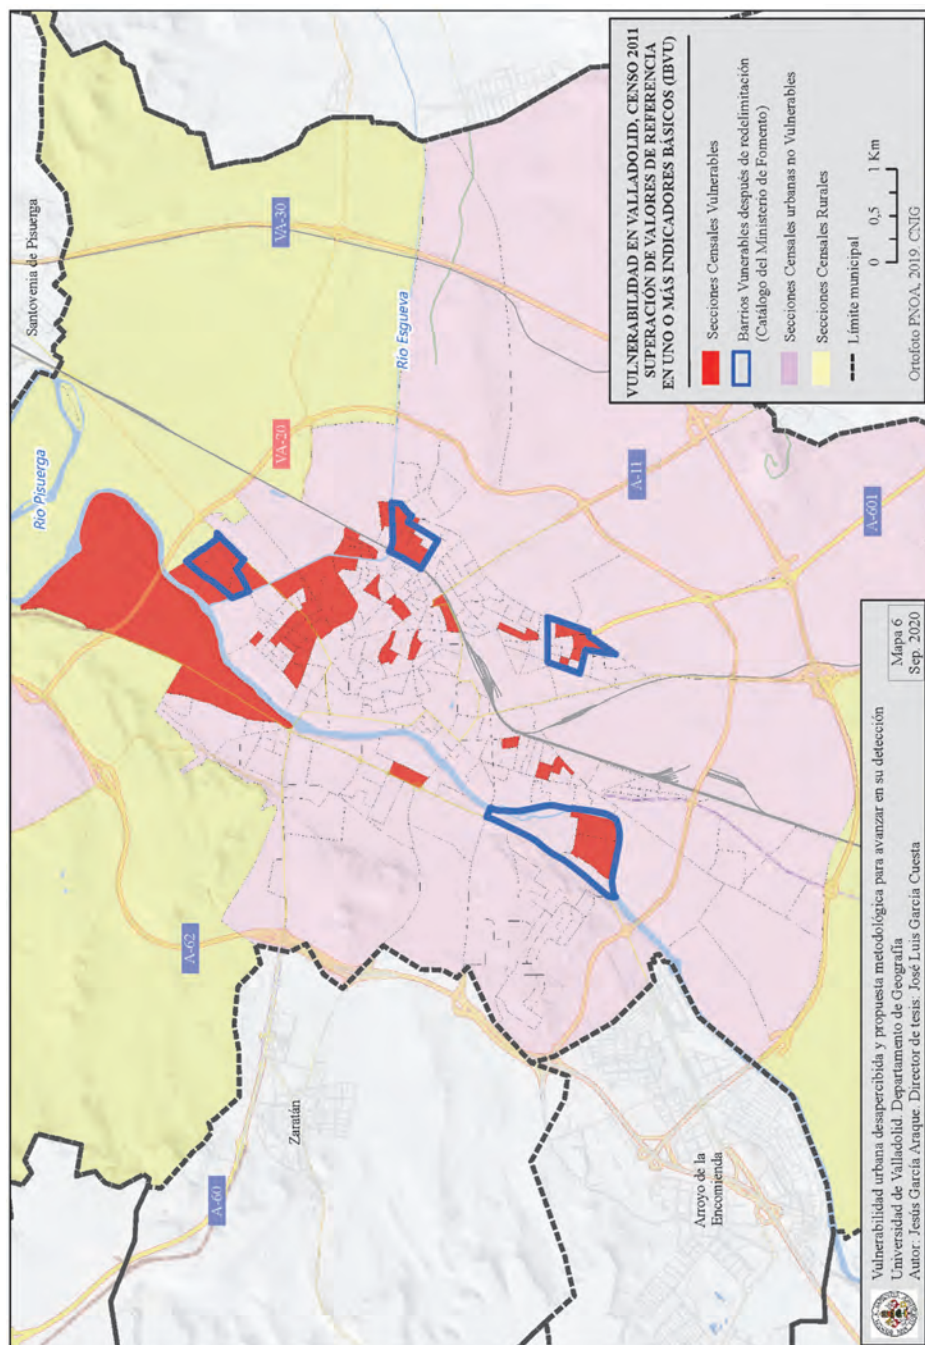 VULNERABILIDAD EN VALLADOLID, CENSO 2011
SUPERACIÓN DE VALORES DE REFERENCIA
EN UNO O MÁS INDICADORES BÁSICOS (IBVU)
Secciones Censales Vulnerables
Barrios Vunerables después de redelimitación
(Catálogo del Ministerio de Fomento)
Secciones Censales urbanas no Vulnerables
Secciones Censales Rurales
Límite municipal
0 0,5 1 Km
Ortofoto PNOA, 2019. CNIG
Santovenia de Pisuerga
Río Pisuerga
VA-30
Río Esgueva
VA-20
A-11
A-601
A-62
Zaratán
A-60
Arroyo de la
Encomienda
Vulnerabilidad urbana desapercibida y propuesta metodológica para avanzar en su detección
Universidad de Valladolid. Departamento de Geografía
Autor: Jesús García Araque. Director de tesis: José Luis García Cuesta
Mapa 6
Sep. 2020